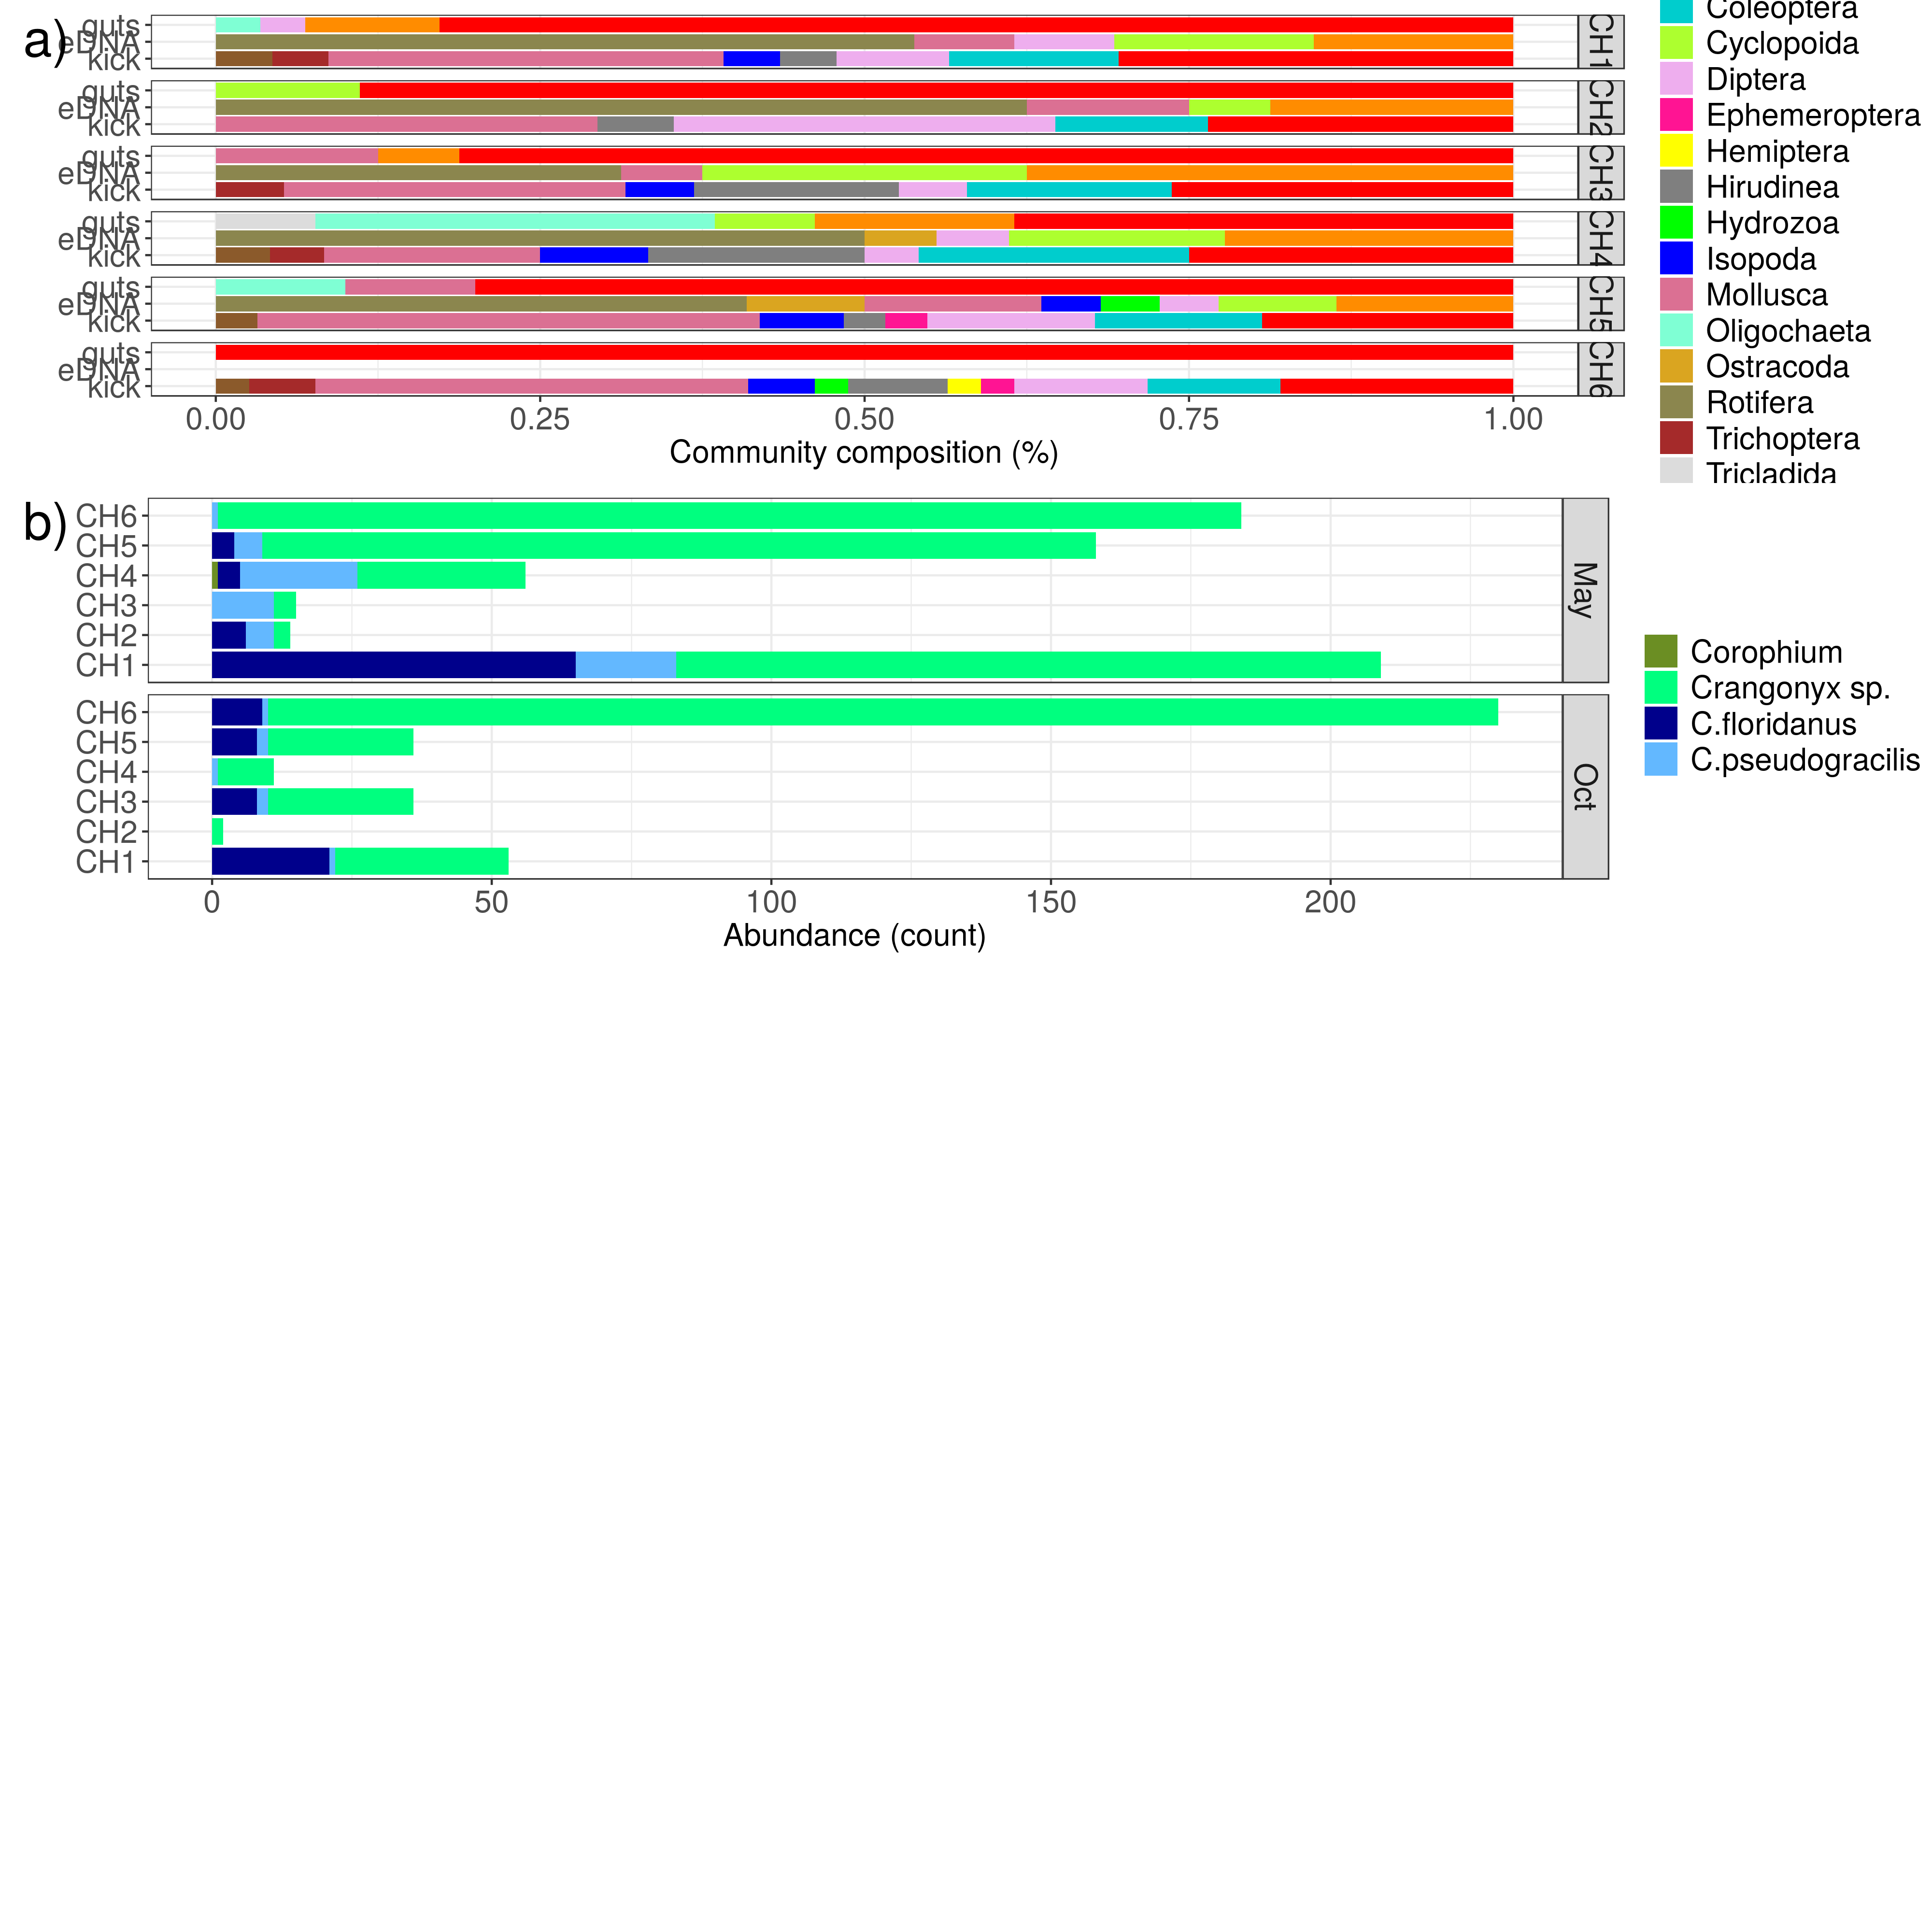 a)
guts
eDNA
kick
CH1
guts
eDNA
kick
CH2
guts
eDNA
kick
CH3
guts
eDNA
kick
CH4
guts
eDNA
kick
CH5
guts
eDNA
kick
CH6
0.00 0.25 0.50 0.75 1.00
Community composition (%)
Coleoptera
Cyclopoida
Diptera
Ephemeroptera
Hemiptera
Hirudinea
Hydrozoa
Isopoda
Mollusca
Oligochaeta
Ostracoda
Rotifera
Trichoptera
Tricladida
b)
CH6
CH5
CH4
CH3
CH2
CH1
May
CH6
CH5
CH4
CH3
CH2
CH1
Oct
0 50 100 150 200
Abundance (count)
Corophium
Crangonyx sp.
C.floridanus
C.pseudogracilis